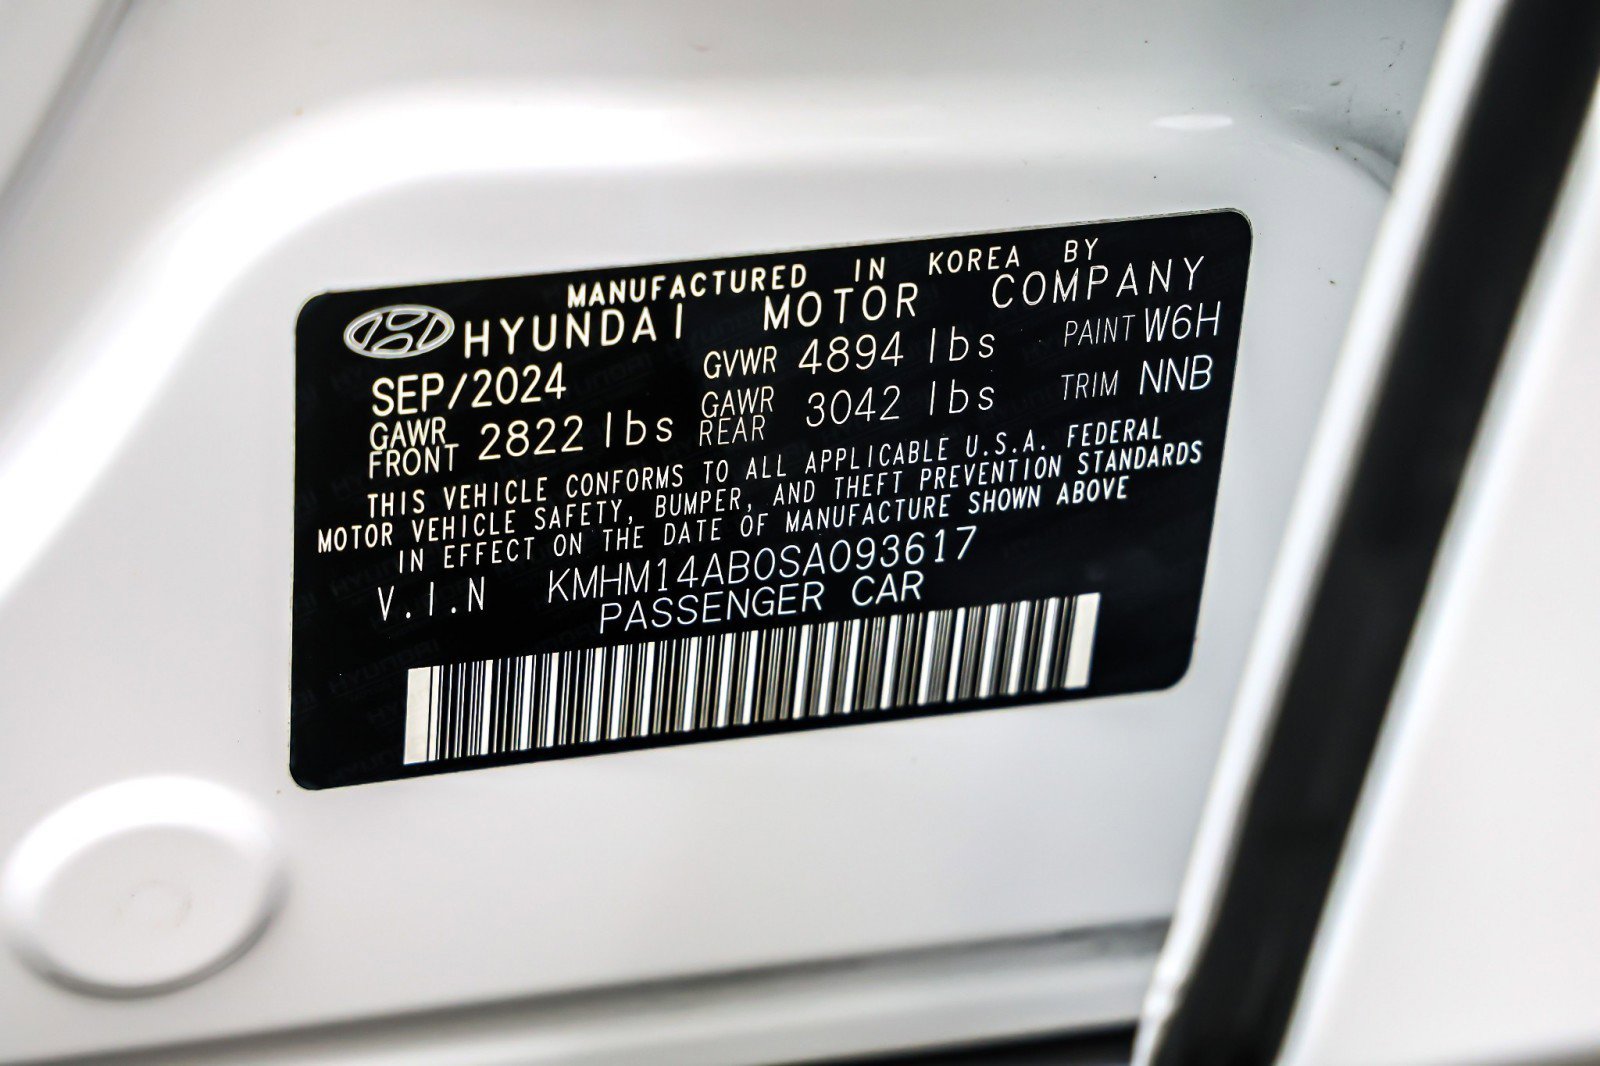 MANUFACTURED IN KOREA BY
HYUNDAI MOTOR COMPANY
SEP/2024 GVWR 4894 lbs PAINT W6H
GAWR FRONT 2822 lbs GAWR REAR 3042 lbs TRIM NNB
THIS VEHICLE CONFORMS TO ALL APPLICABLE U.S.A. FEDERAL
MOTOR VEHICLE SAFETY, BUMPER, AND THEFT PREVENTION STANDARDS
IN EFFECT ON THE DATE OF MANUFACTURE SHOWN ABOVE
V.I.N KMHM14AB0SA093617
PASSENGER CAR